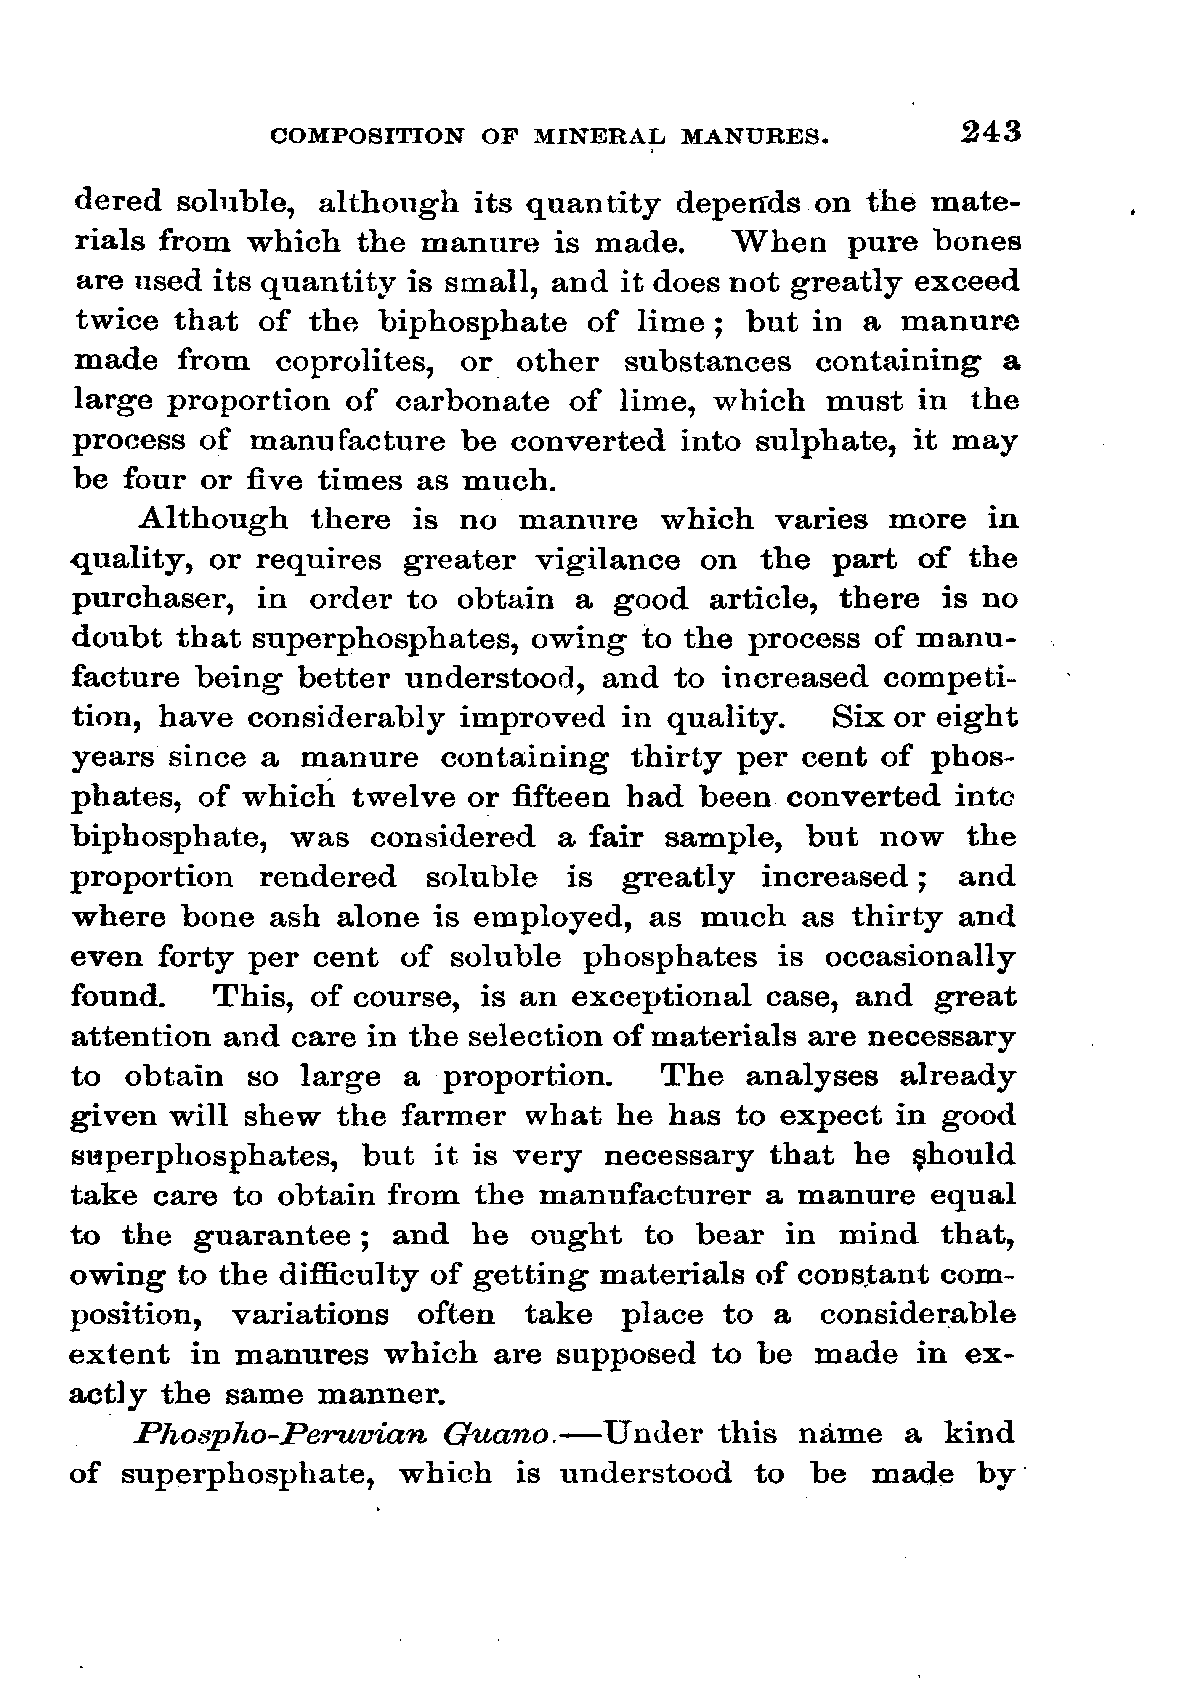 COMPOSITION OF MINERAL MANURES. 243
dered soluble, although its quantity depends on the mate-
rials from which the manure is made. When pure bones
are used its quantity is small, and it does not greatly exceed
twice that of the biphosphate of lime ; but in a manure
made from coprolites, or other substances containing a
large proportion of carbonate of lime, which must in the
process of manufacture be converted into sulphate, it may
be four or five times as much.
Although there is no manure which varies more in
quality, or requires greater vigilance on the part of the
purchaser, in order to obtain a good article, there is no
doubt that superphosphates, owing to the process of manu-
facture being better understood, and to increased competi-
tion, have considerably improved in quality. Six or eight
years since a manure containing thirty per cent of phos-
phates, of which twelve or fifteen had been converted into
biphosphate, was considered a fair sample, but now the
proportion rendered soluble is greatly increased ; and
where bone ash alone is employed, as much as thirty and
even forty per cent of soluble phosphates is occasionally
found. This, of course, is an exceptional case, and great
attention and care in the selection of materials are necessary
to obtain so large a proportion. The analyses already
given will shew the farmer what he has to expect in good
superphosphates, but it is very necessary that he should
take care to obtain from the manufacturer a manure equal
to the guarantee ; and he ought to bear in mind that,
owing to the difficulty of getting materials of constant com-
position, variations often take place to a considerable
extent in manures which are supposed to be made in ex-
actly the same manner.
Phospho-Peruvian Guano.—Under this name a kind
of superphosphate, which is understood to be made by